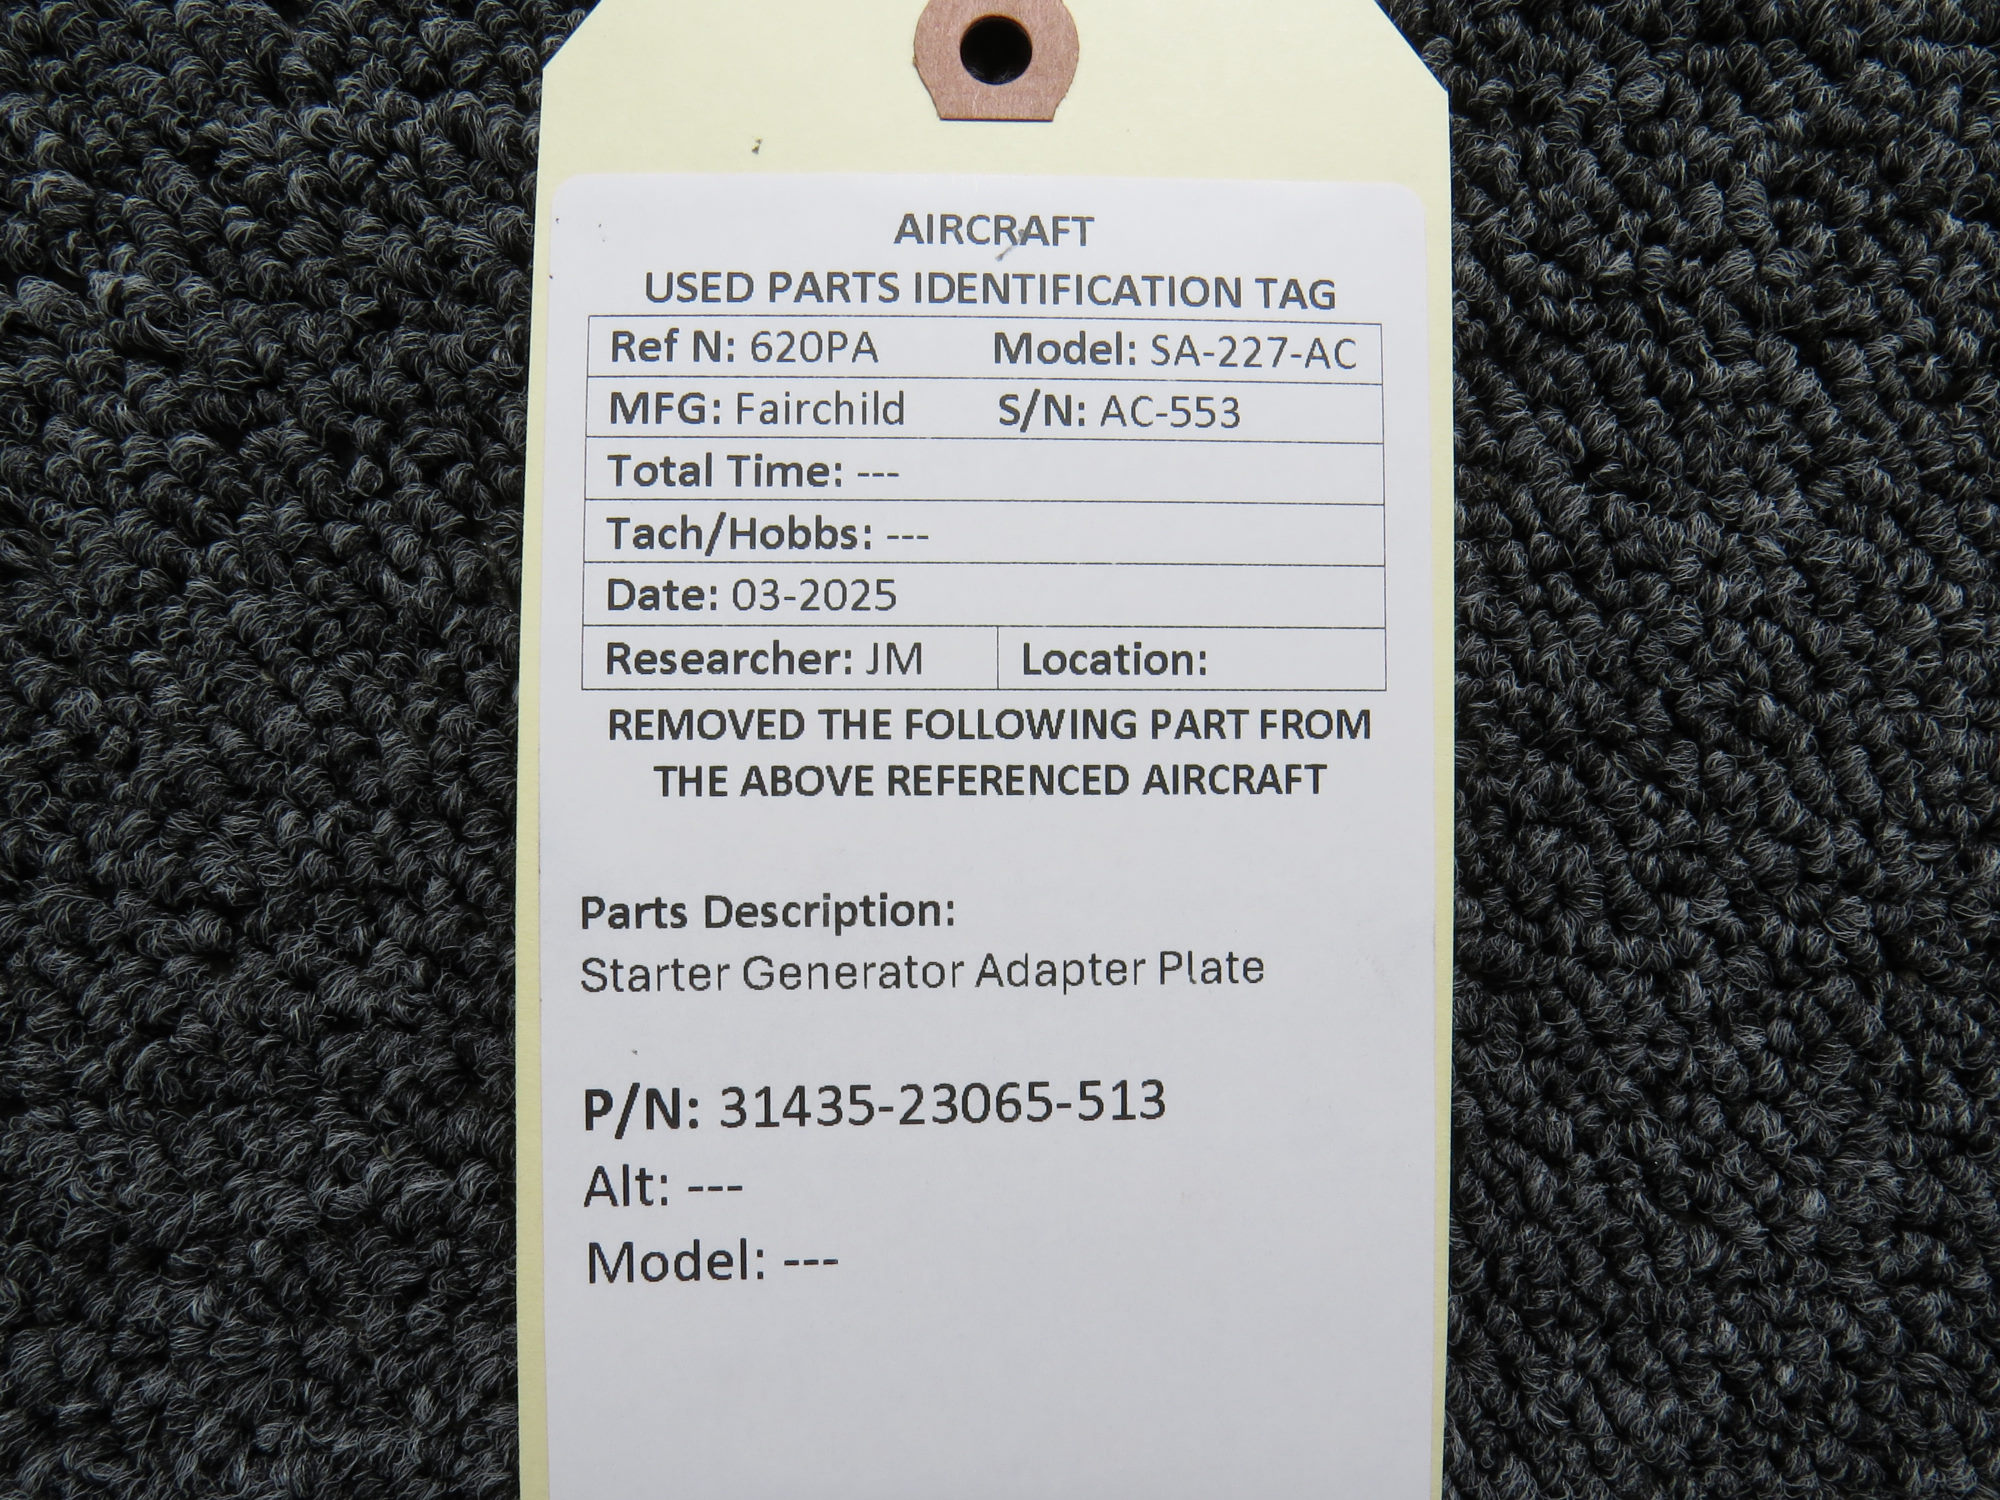 AIRCRAFT
USED PARTS IDENTIFICATION TAG
Ref N: 620PA Model: SA-227-AC
MFG: Fairchild S/N: AC-553
Total Time: ---
Tach/Hobbs: ---
Date: 03-2025
Researcher: JM Location:
REMOVED THE FOLLOWING PART FROM
THE ABOVE REFERENCED AIRCRAFT
Parts Description:
Starter Generator Adapter Plate
P/N: 31435-23065-513
Alt: ---
Model: ---